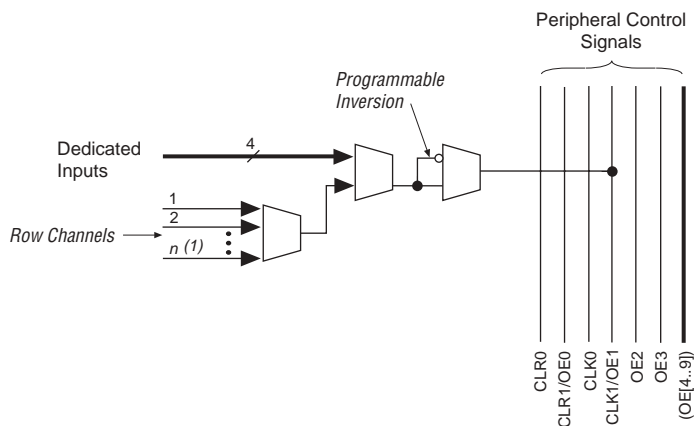 Peripheral Control
Signals
Programmable
Inversion
Dedicated
Inputs
4
1
2
n (1)
Row Channels
CLR0
CLR1/OE0
CLK0
CLK1/OE1
OE2
OE3
(OE[4..9])